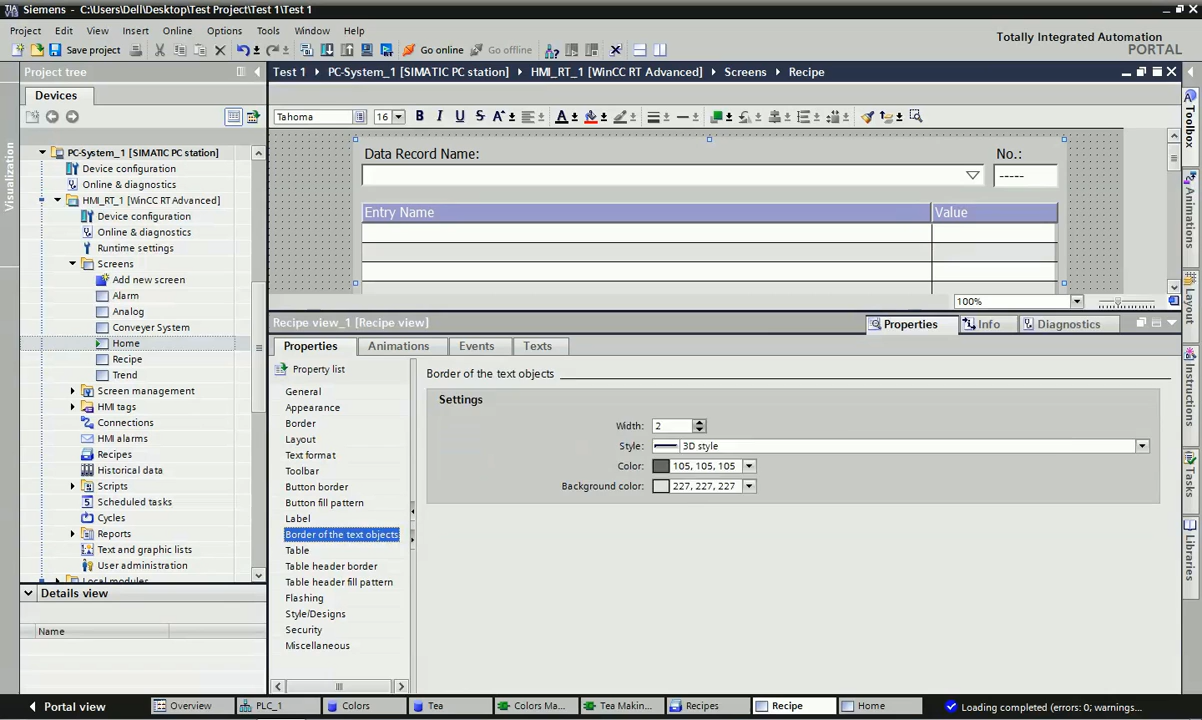 TIA V13 Siemens - C:\Users\Dell\Desktop\Test Project\Test 1\Test 1
Project Edit View Insert Online Options Tools Window Help
Totally Integrated Automation
PORTAL
Save project Go online Go offline
Project tree
Test 1 PC-System_1 [SIMATIC PC station] HMI_RT_1 [WinCC RT Advanced] Screens Recipe
Devices
Tahoma 16 B I U S A A
Visualization
PC-System_1 [SIMATIC PC station]
Device configuration
Online & diagnostics
HMI_RT_1 [WinCC RT Advanced]
Device configuration
Online & diagnostics
Runtime settings
Screens
Add new screen
Alarm
Analog
Conveyer System
Home
Recipe
Trend
Screen management
HMI tags
Connections
HMI alarms
Recipes
Historical data
Scripts
Scheduled tasks
Cycles
Reports
Text and graphic lists
User administration
Local modules
Details view
Name
Data Record Name: No.:
-----
Entry Name Value
100%
Recipe view_1 [Recipe view] Properties Info Diagnostics
Properties Animations Events Texts
Property list
General
Appearance
Border
Layout
Text format
Toolbar
Button border
Button fill pattern
Label
Border of the text objects
Table
Table header border
Table header fill pattern
Flashing
Style/Designs
Security
Miscellaneous
Border of the text objects
Settings
Width: 2
Style: 3D style
Color: 105, 105, 105
Background color: 227, 227, 227
Toolbox
Animations
Layout
Instructions
Tasks
Libraries
Portal view Overview PLC_1 Colors Tea Colors Ma... Tea Makin... Recipes Recipe Home Loading completed (errors: 0; warnings...